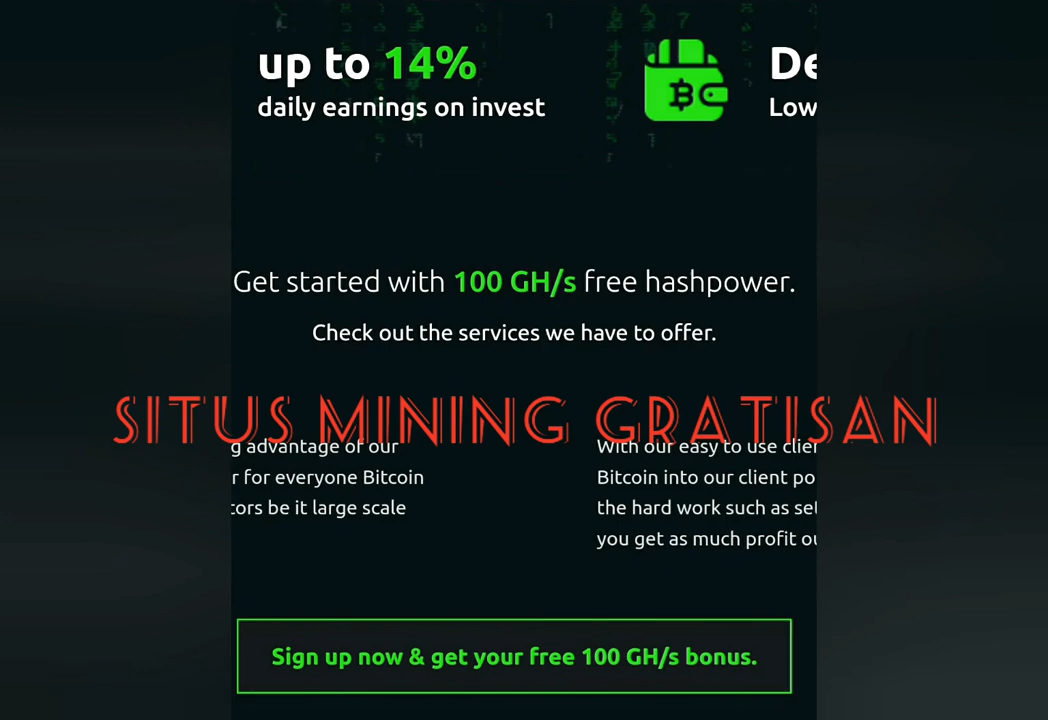 up to 14%
daily earnings on invest
De
Low
Get started with 100 GH/s free hashpower.
Check out the services we have to offer.
SITUS MINING GRATISAN
g advantage of our
r for everyone Bitcoin
tors be it large scale
With our easy to use clie
Bitcoin into our client po
the hard work such as set
you get as much profit ou
Sign up now & get your free 100 GH/s bonus.